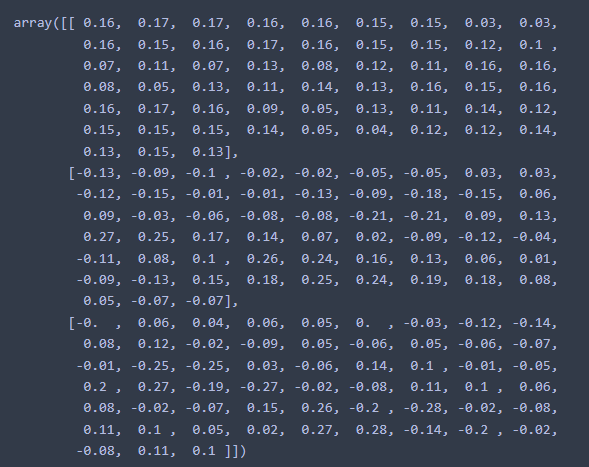 array([[ 0.16,  0.17,  0.17,  0.16,  0.16,  0.15,  0.15,  0.03,  0.03,
         0.16,  0.15,  0.16,  0.17,  0.16,  0.15,  0.15,  0.12,  0.1 ,
         0.07,  0.11,  0.07,  0.13,  0.08,  0.12,  0.11,  0.16,  0.16,
         0.08,  0.05,  0.13,  0.11,  0.14,  0.13,  0.16,  0.15,  0.16,
         0.16,  0.17,  0.16,  0.09,  0.05,  0.13,  0.11,  0.14,  0.12,
         0.15,  0.15,  0.15,  0.14,  0.05,  0.04,  0.12,  0.12,  0.14,
         0.13,  0.15,  0.13],
       [-0.13, -0.09, -0.1 , -0.02, -0.02, -0.05, -0.05,  0.03,  0.03,
        -0.12, -0.15, -0.01, -0.01, -0.13, -0.09, -0.18, -0.15,  0.06,
         0.09, -0.03, -0.06, -0.08, -0.08, -0.21, -0.21,  0.09,  0.13,
         0.27,  0.25,  0.17,  0.14,  0.07,  0.02, -0.09, -0.12, -0.04,
        -0.11,  0.08,  0.1 ,  0.26,  0.24,  0.16,  0.13,  0.06,  0.01,
        -0.09, -0.13,  0.15,  0.18,  0.25,  0.24,  0.19,  0.18,  0.08,
         0.05, -0.07, -0.07],
       [-0.  ,  0.06,  0.04,  0.06,  0.05,  0.  , -0.03, -0.12, -0.14,
         0.08,  0.12, -0.02, -0.09,  0.05, -0.06,  0.05, -0.06, -0.07,
        -0.01, -0.25, -0.25,  0.03, -0.06,  0.14,  0.1 , -0.01, -0.05,
         0.2 ,  0.27, -0.19, -0.27, -0.02, -0.08,  0.11,  0.1 ,  0.06,
         0.08, -0.02, -0.07,  0.15,  0.26, -0.2 , -0.28, -0.02, -0.08,
         0.11,  0.1 ,  0.05,  0.02,  0.27,  0.28, -0.14, -0.2 , -0.02,
        -0.08,  0.11,  0.1 ]])